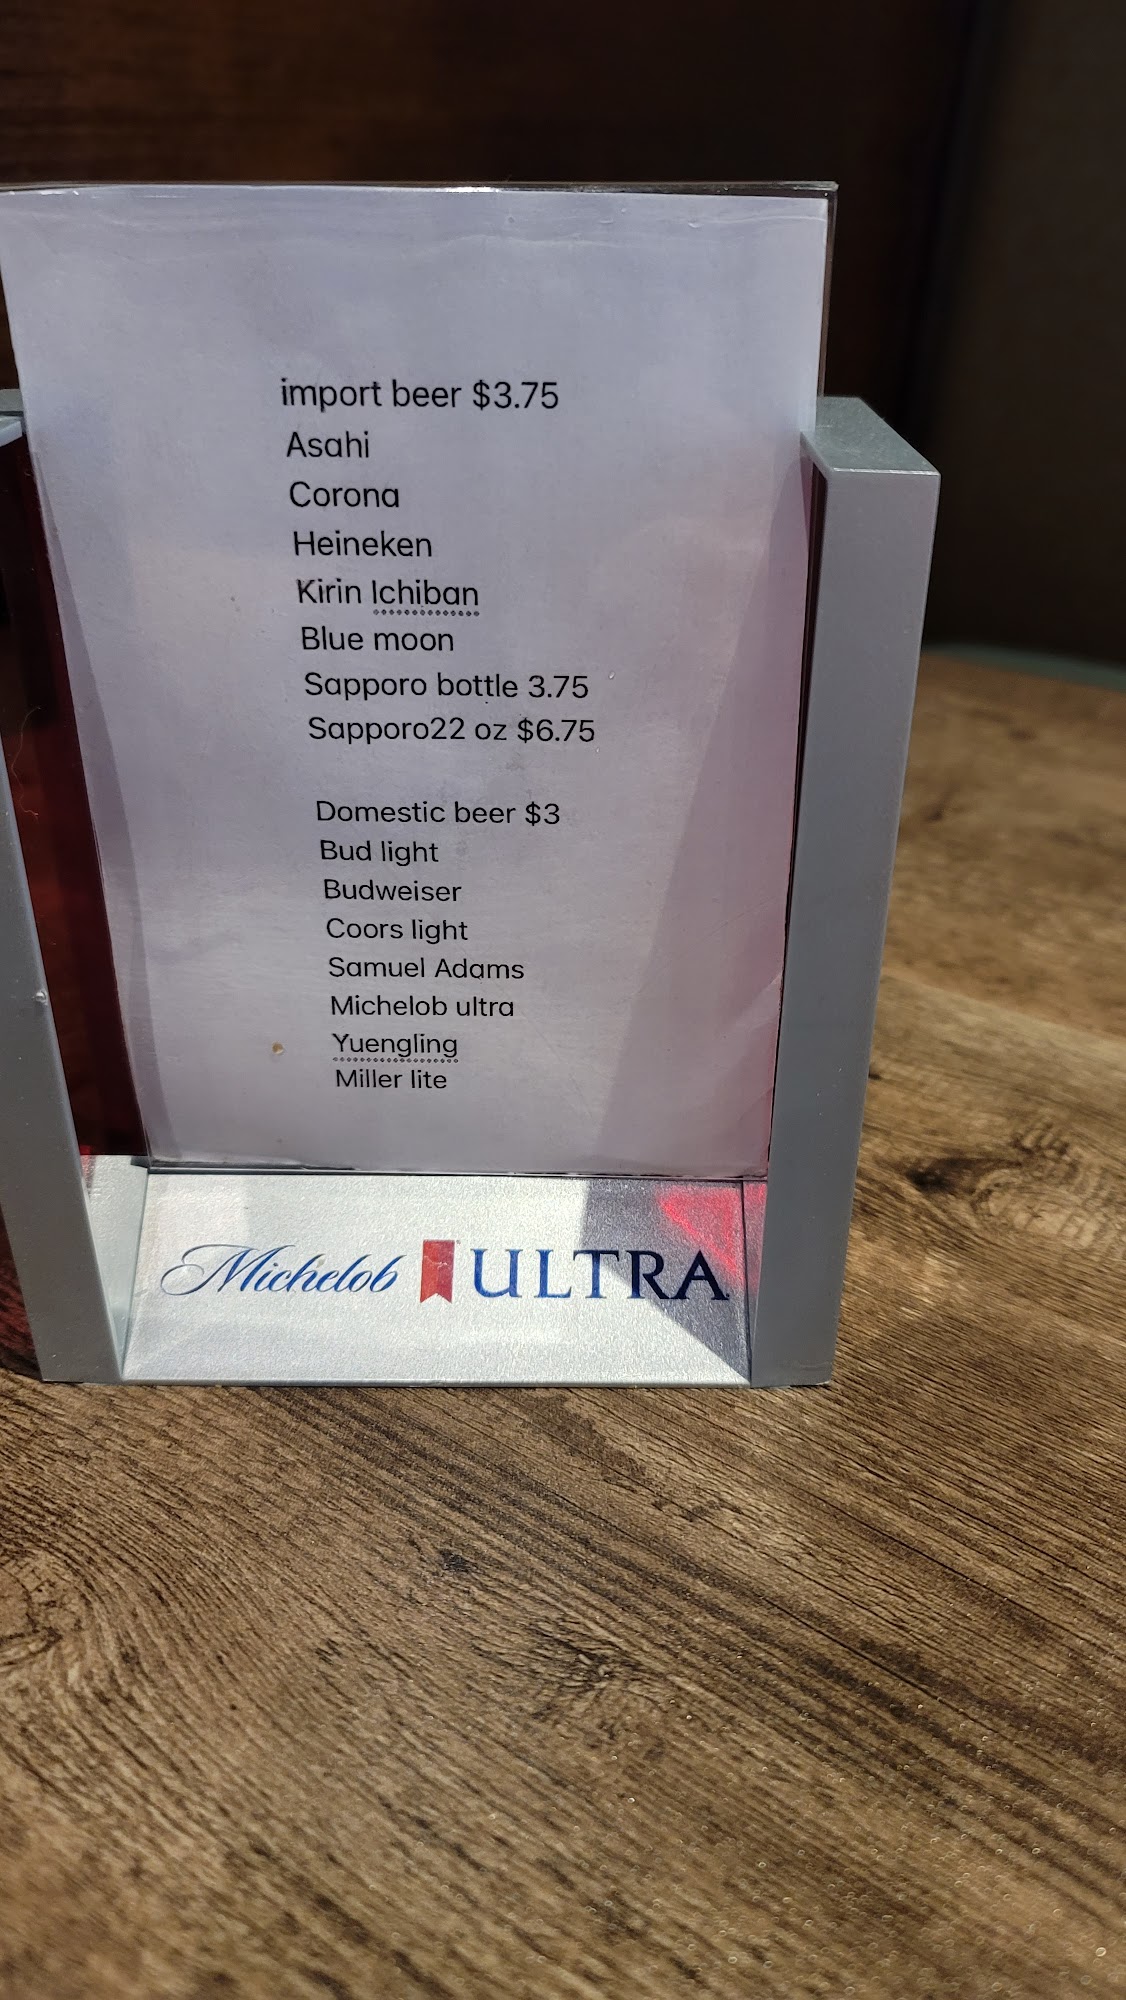 import beer $3.75
Asahi
Corona
Heineken
Kirin Ichiban
Blue moon
Sapporo bottle 3.75
Sapporo22 oz $6.75
Domestic beer $3
Bud light
Budweiser
Coors light
Samuel Adams
Michelob ultra
Yuengling
Miller lite
Michelob ULTRA